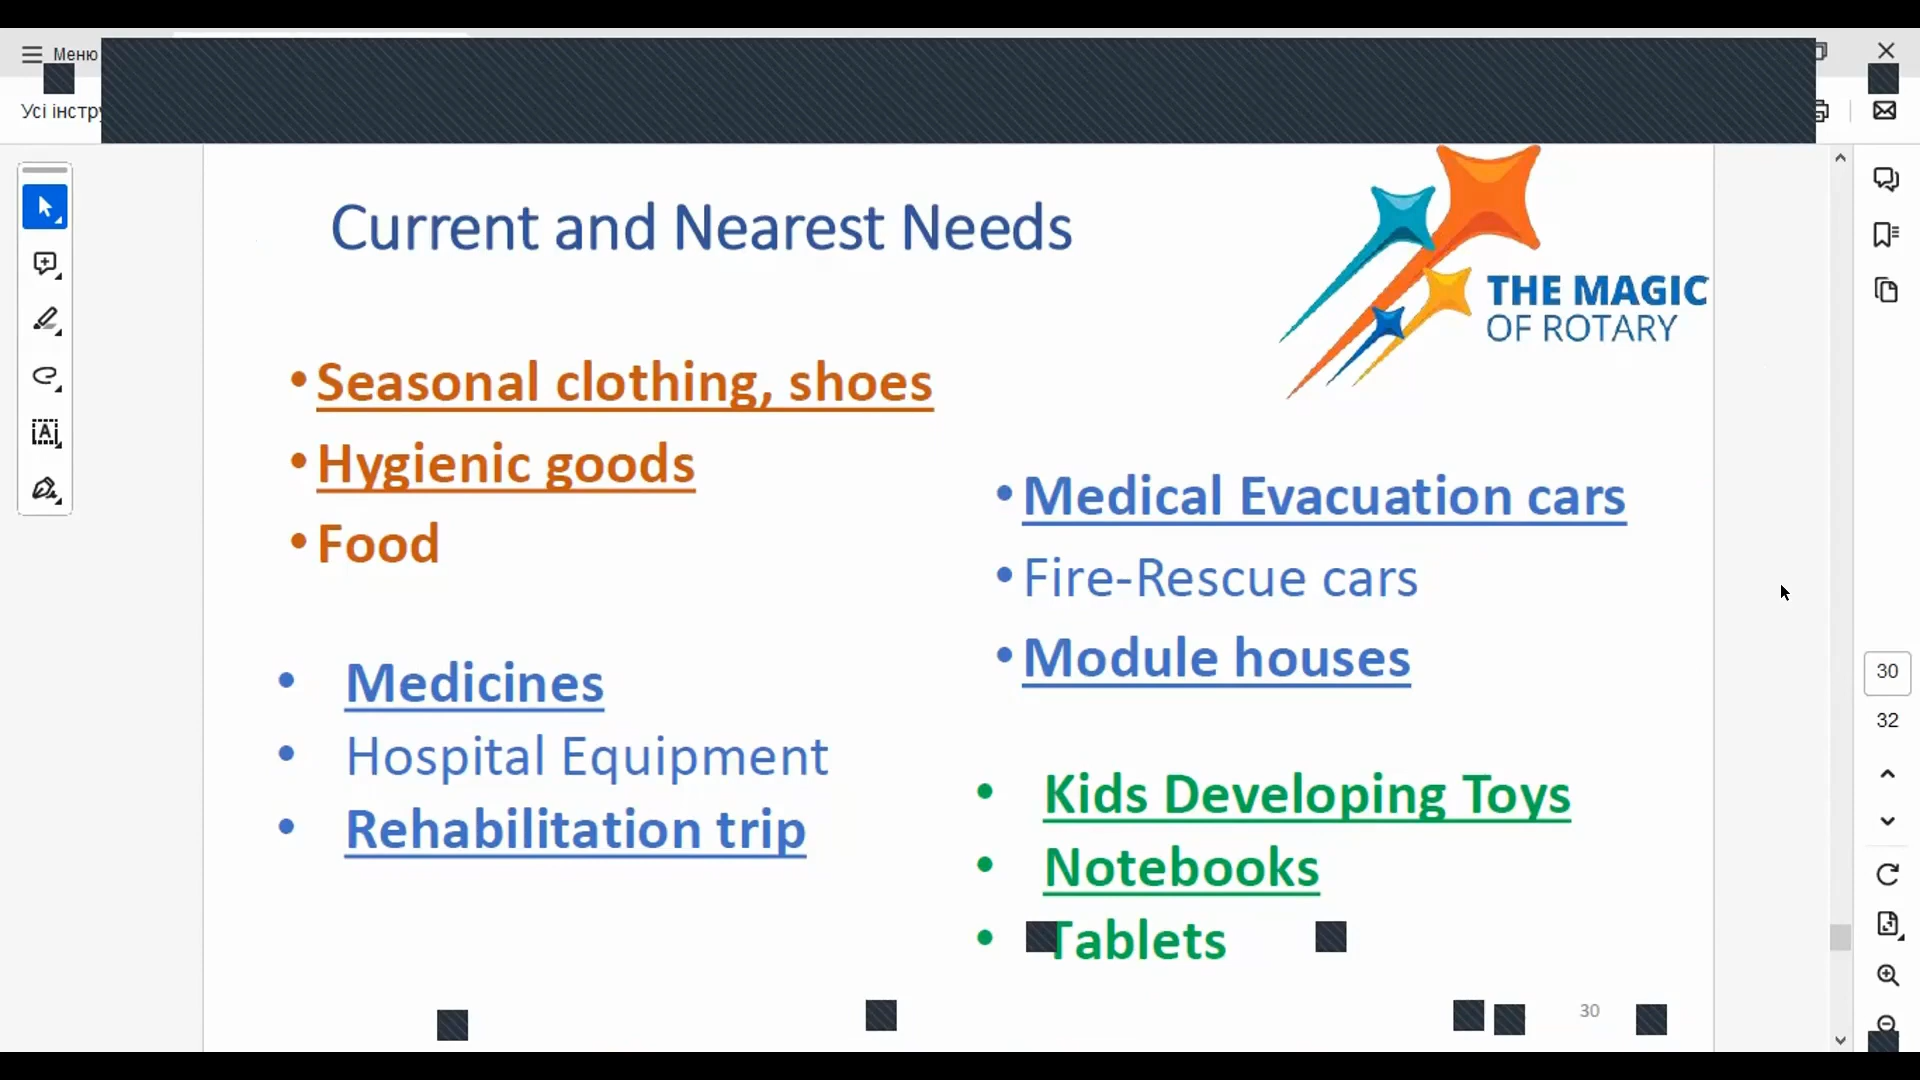 Меню
Усі інстру
Current and Nearest Needs
THE MAGIC
OF ROTARY
• Seasonal clothing, shoes
• Hygienic goods
• Food
• Medicines
• Hospital Equipment
• Rehabilitation trip
• Medical Evacuation cars
• Fire-Rescue cars
• Module houses
• Kids Developing Toys
• Notebooks
• Tablets
30
30
32